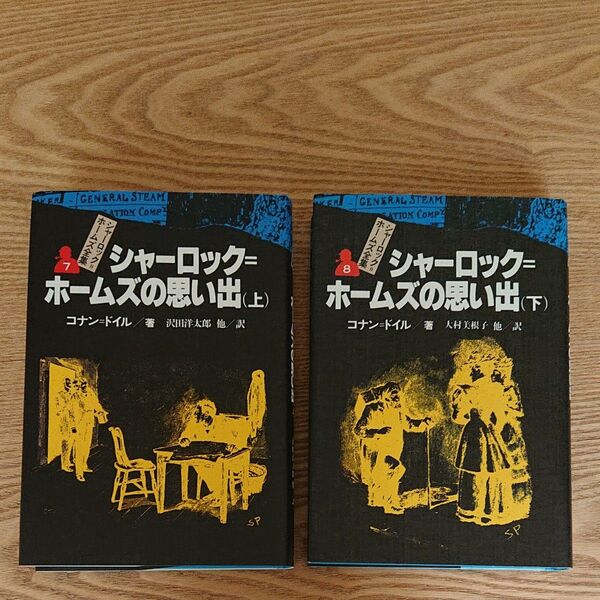 GENERAL STEAM
ATION COMPY
シャーロック=
ホームズ全集
7
シャーロック=
ホームズの思い出(上)
コナン=ドイル/著 沢田洋太郎 他/訳
SP
GENERAL STEAM
ATION COMPY
シャーロック=
ホームズ全集
8
シャーロック=
ホームズの思い出(下)
コナン=ドイル/著 大村美根子 他/訳
SP